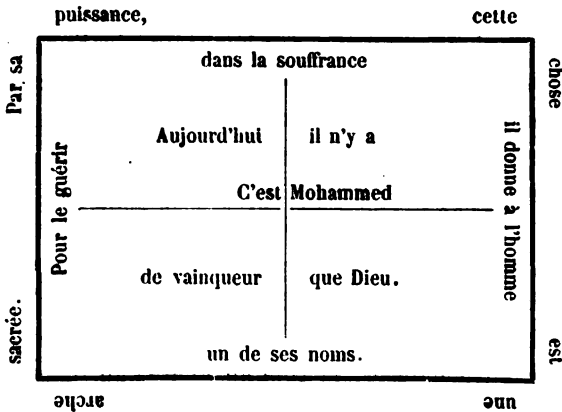 puissance, cette
Par sa
chose
dans la souffrance
Aujourd'hui il n'y a
Pour le guérir
il donne à l'homme
C'est Mohammed
de vainqueur que Dieu.
sacrée.
est
un de ses noms.
arche une